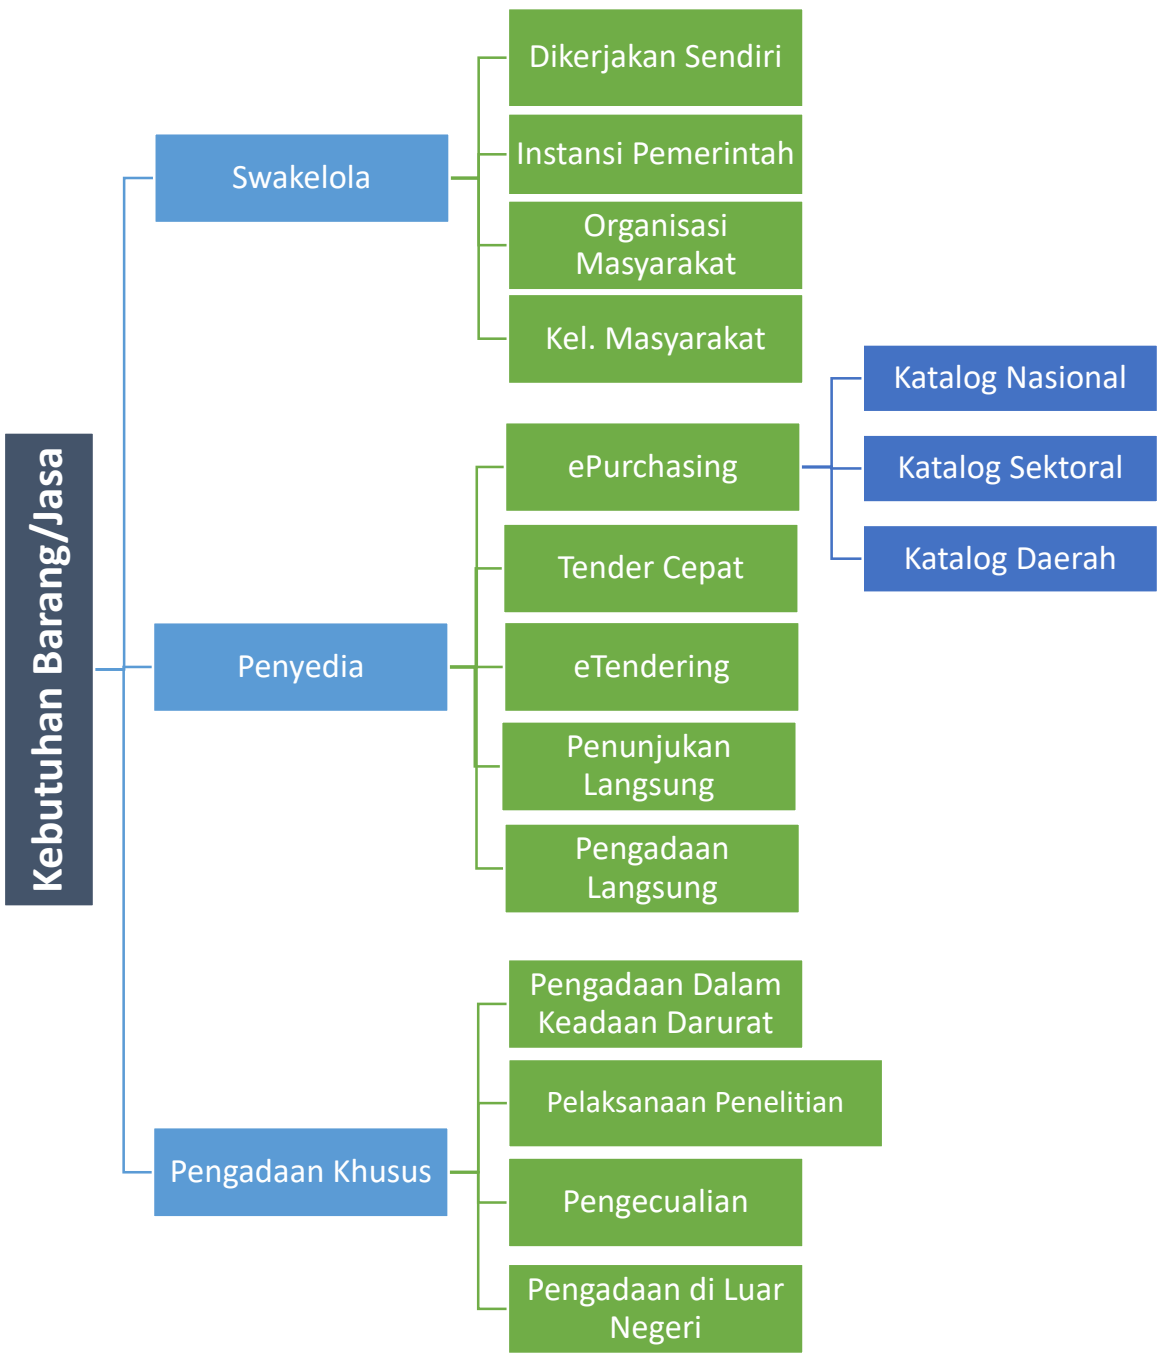 Kebutuhan Barang/Jasa
Swakelola
Dikerjakan Sendiri
Instansi Pemerintah
Organisasi
Masyarakat
Kel. Masyarakat
Penyedia
ePurchasing
Katalog Nasional
Katalog Sektoral
Katalog Daerah
Tender Cepat
eTendering
Penunjukan
Langsung
Pengadaan
Langsung
Pengadaan Khusus
Pengadaan Dalam
Keadaan Darurat
Pelaksanaan Penelitian
Pengecualian
Pengadaan di Luar
Negeri